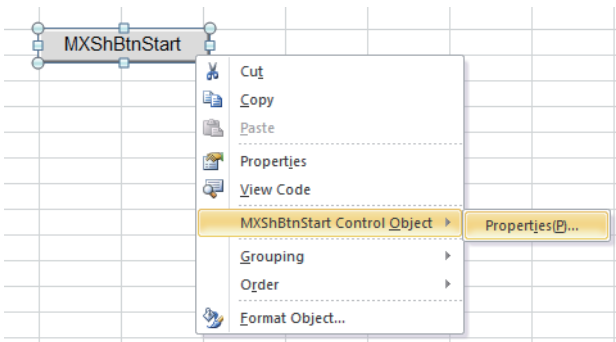 MXShBtnStart
Cut
Copy
Paste
Properties
View Code
MXShBtnStart Control Object
Properties(P)...
Grouping
Order
Format Object...